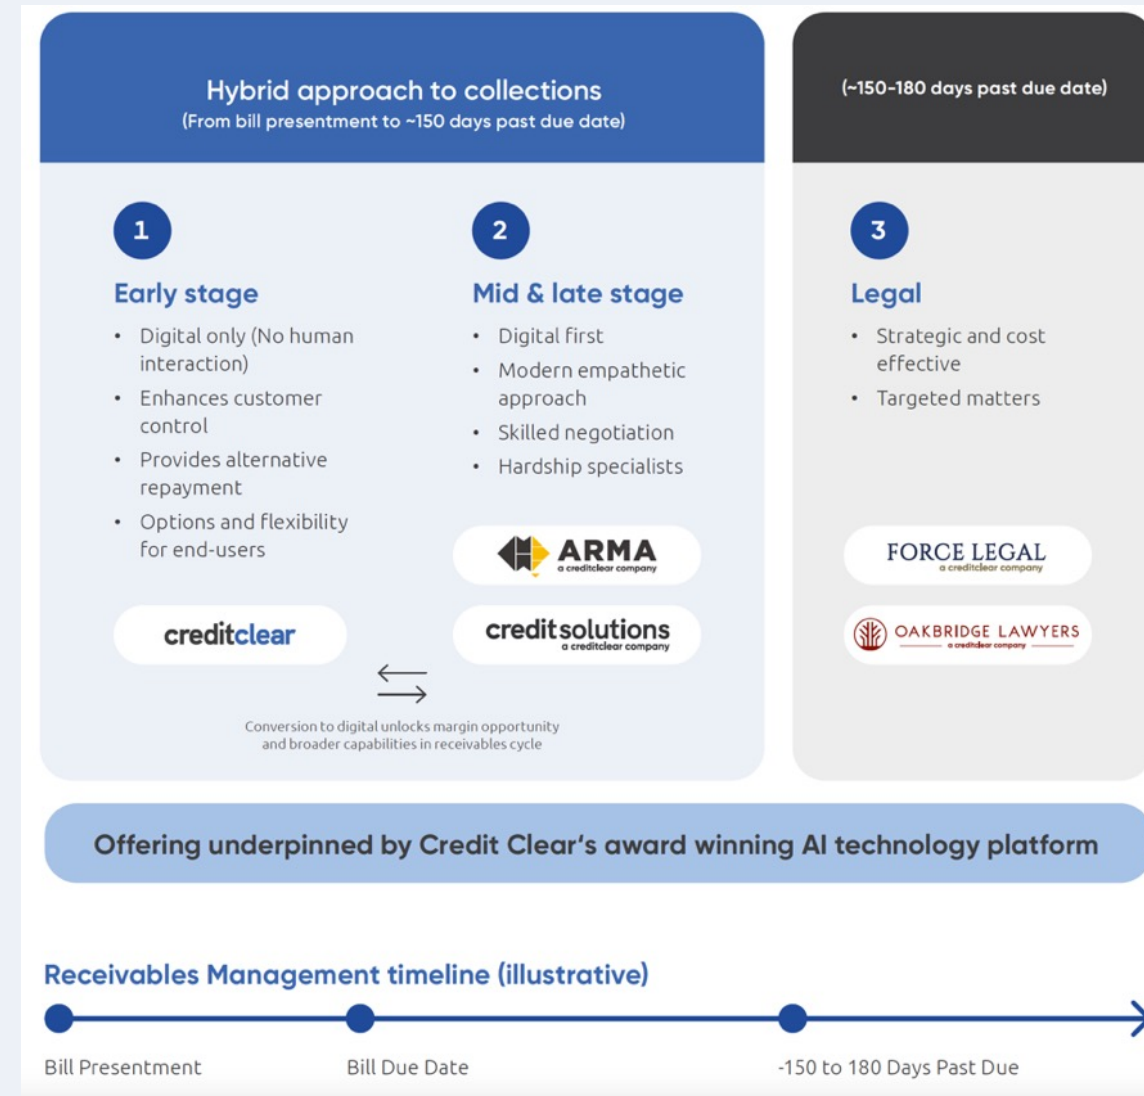 Hybrid approach to collections
(From bill presentment to ~150 days past due date)
(~150-180 days past due date)
1
Early stage
• Digital only (No human
interaction)
• Enhances customer
control
• Provides alternative
repayment
• Options and flexibility
for end-users
creditclear
2
Mid & late stage
• Digital first
• Modern empathetic
approach
• Skilled negotiation
• Hardship specialists
ARMA
a creditclear company
creditsolutions
a creditclear company
Conversion to digital unlocks margin opportunity
and broader capabilities in receivables cycle
3
Legal
• Strategic and cost
effective
• Targeted matters
FORCE LEGAL
a creditclear company
OAKBRIDGE LAWYERS
a creditclear company
Offering underpinned by Credit Clear's award winning AI technology platform
Receivables Management timeline (illustrative)
Bill Presentment
Bill Due Date
-150 to 180 Days Past Due